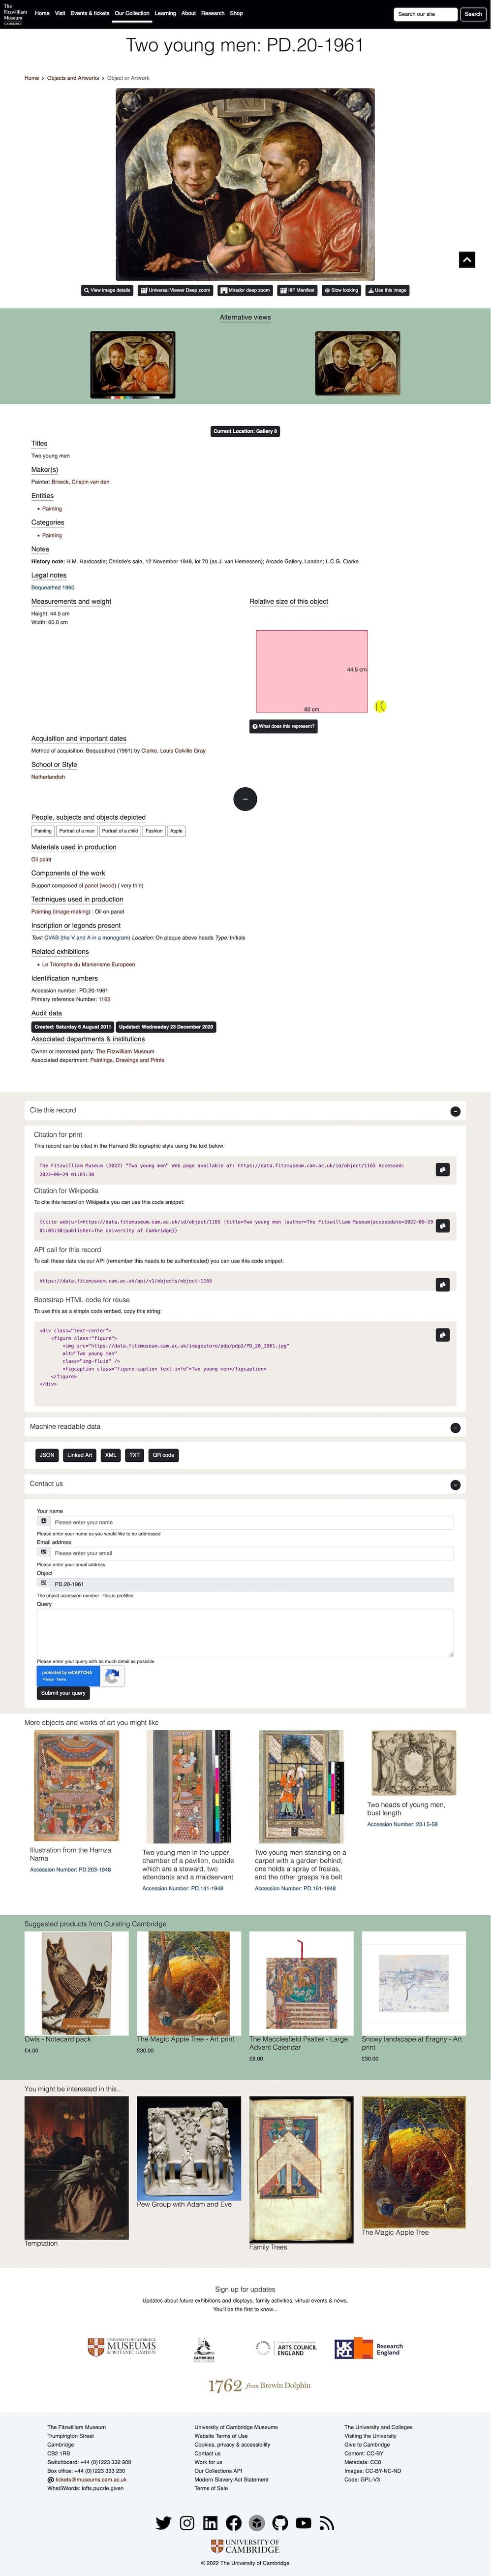 The
Fitzwilliam
Museum
CAMBRIDGE
Home Visit Events & tickets Our Collection Learning About Research Shop
Search our site
Search
Two young men: PD.20-1961
Home › Objects and Artworks › Object or Artwork
View image details
Universal Viewer Deep zoom
Mirador deep zoom
IIIF Manifest
Slow looking
Use this image
Alternative views
Current Location: Gallery 8
Titles
Two young men
Maker(s)
Painter: Broeck, Crispin van den
Entities
• Painting
Categories
• Painting
Notes
History note: H.M. Hardcastle; Christie's sale, 12 November 1948, lot 70 (as J. van Hemessen); Arcade Gallery, London; L.C.G. Clarke
Legal notes
Bequeathed 1960.
Measurements and weight
Height: 44.5 cm
Width: 60.0 cm
Relative size of this object
44.5 cm
60 cm
What does this represent?
Acquisition and important dates
Method of acquisition: Bequeathed (1961) by Clarke, Louis Colville Gray
School or Style
Netherlandish
People, subjects and objects depicted
Painting
Portrait of a man
Portrait of a child
Fashion
Apple
Materials used in production
Oil paint
Components of the work
Support composed of panel (wood) ( very thin)
Techniques used in production
Painting (image-making) : Oil on panel
Inscription or legends present
Text: CVAB (the V and A in a monogram) Location: On plaque above heads Type: Initials
Related exhibitions
• Le Triomphe du Manierisme Europeen
Identification numbers
Accession number: PD.20-1961
Primary reference Number: 1165
Audit data
Created: Saturday 6 August 2011
Updated: Wednesday 23 December 2020
Associated departments & institutions
Owner or interested party: The Fitzwilliam Museum
Associated department: Paintings, Drawings and Prints
Cite this record
Citation for print
This record can be cited in the Harvard Bibliographic style using the text below:
The Fitzwilliam Museum (2022) "Two young men" Web page available at: https://data.fitzmuseum.cam.ac.uk/id/object/1165 Accessed:
2022-09-29 01:03:30
Citation for Wikipedia
To cite this record on Wikipedia you can use this code snippet:
{{cite web|url=https://data.fitzmuseum.cam.ac.uk/id/object/1165 |title=Two young men |author=The Fitzwilliam Museum|accessdate=2022-09-29
01:03:30|publisher=The University of Cambridge}}
API call for this record
To call these data via our API (remember this needs to be authenticated) you can use this code snippet:
https://data.fitzmuseum.cam.ac.uk/api/v1/objects/object-1165
Bootstrap HTML code for reuse
To use this as a simple code embed, copy this string:
<div class="text-center">
<figure class="figure">
<img src="https://data.fitzmuseum.cam.ac.uk/imagestore/pdp/pdp2/PD_20_1961.jpg"
alt="Two young men"
class="img-fluid" />
<figcaption class="figure-caption text-info">Two young men</figcaption>
</figure>
</div>
Machine readable data
JSON
Linked Art
XML
TXT
QR code
Contact us
Your name
Please enter your name
Please enter your name as you would like to be addressed
Email address
Please enter your email
Please enter your email address
Object
PD.20-1961
The object accession number - this is prefilled
Query
Please enter your query with as much detail as possible
protected by reCAPTCHA
Privacy - Terms
Submit your query
More objects and works of art you might like
Illustration from the Hamza
Nama
Accession Number: PD.203-1948
Two young men in the upper
chamber of a pavilion, outside
which are a steward, two
attendants and a maidservant
Accession Number: PD.141-1948
Two young men standing on a
carpet with a garden behind;
one holds a spray of fresias,
and the other grasps his belt
Accession Number: PD.161-1948
Two heads of young men,
bust length
Accession Number: 23.I.5-58
Suggested products from Curating Cambridge
Owls - Notecard pack
£4.00
The Magic Apple Tree - Art print
£30.00
The Macclesfield Psalter - Large
Advent Calendar
£8.00
Snowy landscape at Eragny - Art
print
£30.00
You might be interested in this...
Temptation
Pew Group with Adam and Eve
Family Trees
The Magic Apple Tree
Sign up for updates
Updates about future exhibitions and displays, family activities, virtual events & news.
You'll be the first to know...
UNIVERSITY OF CAMBRIDGE
MUSEUMS
& BOTANIC GARDEN
ARTS COUNCIL
ENGLAND
UKRI
Research
England
1762 from Brewin Dolphin
The Fitzwilliam Museum
Trumpington Street
Cambridge
CB2 1RB
Switchboard: +44 (0)1223 332 900
Box office: +44 (0)1223 333 230
tickets@museums.cam.ac.uk
What3Words: lofts.puzzle.given
University of Cambridge Museums
Website Terms of Use
Cookies, privacy & accessibility
Contact us
Work for us
Our Collections API
Modern Slavery Act Statement
Terms of Sale
The University and Colleges
Visiting the University
Give to Cambridge
Content: CC-BY
Metadata: CC0
Images: CC-BY-NC-ND
Code: GPL-V3
UNIVERSITY OF
CAMBRIDGE
© 2022 The University of Cambridge